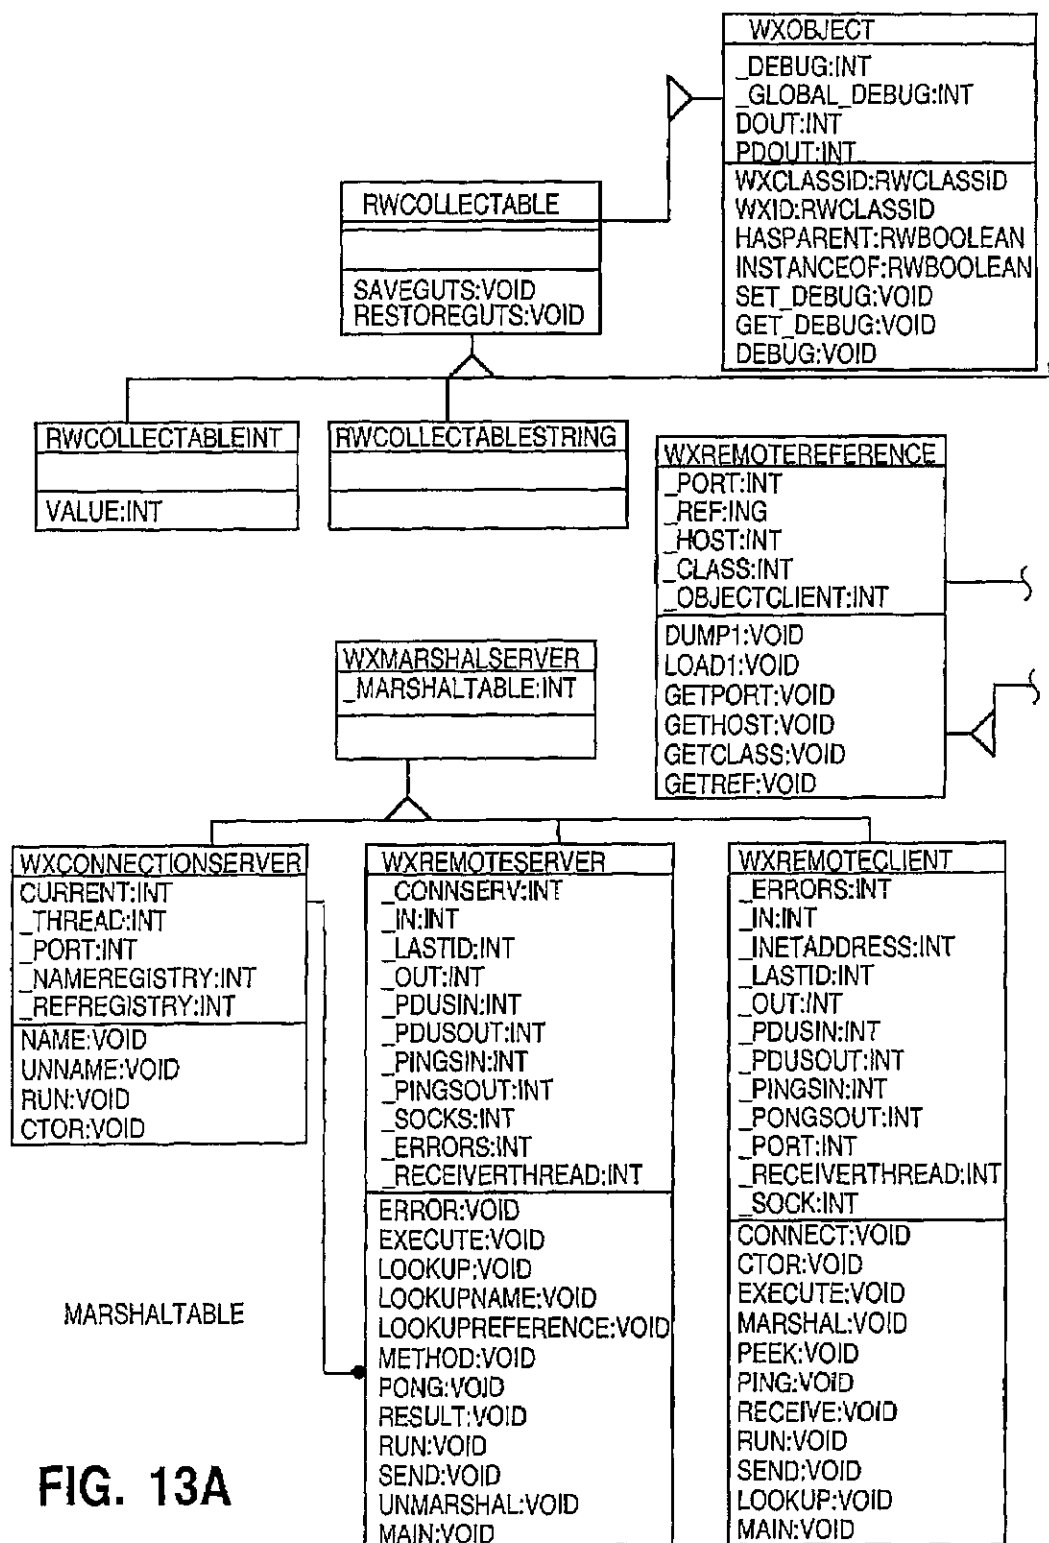 WXOBJECT
_DEBUG:INT
_GLOBAL_DEBUG:INT
DOUT:INT
PDOUT:INT
WXCLASSID:RWCLASSID
WXID:RWCLASSID
HASPARENT:RWBOOLEAN
INSTANCEOF:RWBOOLEAN
SET_DEBUG:VOID
GET_DEBUG:VOID
DEBUG:VOID
RWCOLLECTABLE
SAVEGUTS:VOID
RESTOREGUTS:VOID
RWCOLLECTABLEINT
VALUE:INT
RWCOLLECTABLESTRING
WXREMOTEREFERENCE
_PORT:INT
_REF:ING
_HOST:INT
_CLASS:INT
_OBJECTCLIENT:INT
DUMP1:VOID
LOAD1:VOID
GETPORT:VOID
GETHOST:VOID
GETCLASS:VOID
GETREF:VOID
WXMARSHALSERVER
_MARSHALTABLE:INT
WXCONNECTIONSERVER
CURRENT:INT
_THREAD:INT
_PORT:INT
_NAMEREGISTRY:INT
_REFREGISTRY:INT
NAME:VOID
UNNAME:VOID
RUN:VOID
CTOR:VOID
WXREMOTESERVER
_CONNSERV:INT
_IN:INT
_LASTID:INT
_OUT:INT
_PDUSIN:INT
_PDUSOUT:INT
_PINGSIN:INT
_PINGSOUT:INT
_SOCKS:INT
_ERRORS:INT
_RECEIVERTHREAD:INT
ERROR:VOID
EXECUTE:VOID
LOOKUP:VOID
LOOKUPNAME:VOID
LOOKUPREFERENCE:VOID
METHOD:VOID
PONG:VOID
RESULT:VOID
RUN:VOID
SEND:VOID
UNMARSHAL:VOID
MAIN:VOID
WXREMOTECLIENT
_ERRORS:INT
_IN:INT
_INETADDRESS:INT
_LASTID:INT
_OUT:INT
_PDUSIN:INT
_PDUSOUT:INT
_PINGSIN:INT
_PONGSOUT:INT
_PORT:INT
_RECEIVERTHREAD:INT
_SOCK:INT
CONNECT:VOID
CTOR:VOID
EXECUTE:VOID
MARSHAL:VOID
PEEK:VOID
PING:VOID
RECEIVE:VOID
RUN:VOID
SEND:VOID
LOOKUP:VOID
MAIN:VOID
MARSHALTABLE
FIG. 13A